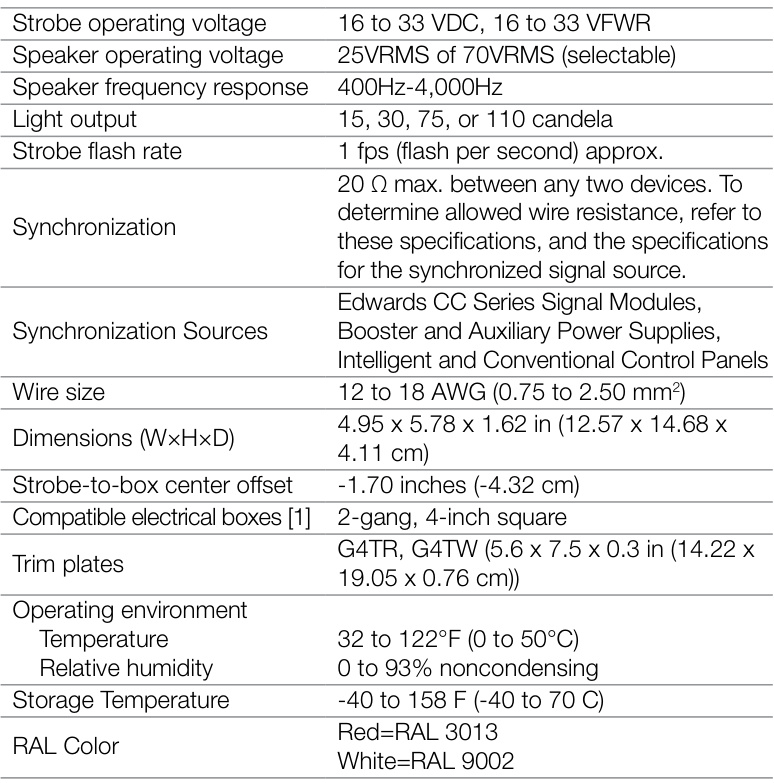 Strobe operating voltage 16 to 33 VDC, 16 to 33 VFWR
Speaker operating voltage 25VRMS of 70VRMS (selectable)
Speaker frequency response 400Hz-4,000Hz
Light output 15, 30, 75, or 110 candela
Strobe flash rate 1 fps (flash per second) approx.
Synchronization
20 Ω max. between any two devices. To
determine allowed wire resistance, refer to
these specifications, and the specifications
for the synchronized signal source.
Synchronization Sources
Edwards CC Series Signal Modules,
Booster and Auxiliary Power Supplies,
Intelligent and Conventional Control Panels
Wire size 12 to 18 AWG (0.75 to 2.50 mm²)
Dimensions (W×H×D)
4.95 x 5.78 x 1.62 in (12.57 x 14.68 x
4.11 cm)
Strobe-to-box center offset -1.70 inches (-4.32 cm)
Compatible electrical boxes [1] 2-gang, 4-inch square
Trim plates
G4TR, G4TW (5.6 x 7.5 x 0.3 in (14.22 x
19.05 x 0.76 cm))
Operating environment
Temperature 32 to 122°F (0 to 50°C)
Relative humidity 0 to 93% noncondensing
Storage Temperature -40 to 158 F (-40 to 70 C)
RAL Color
Red=RAL 3013
White=RAL 9002